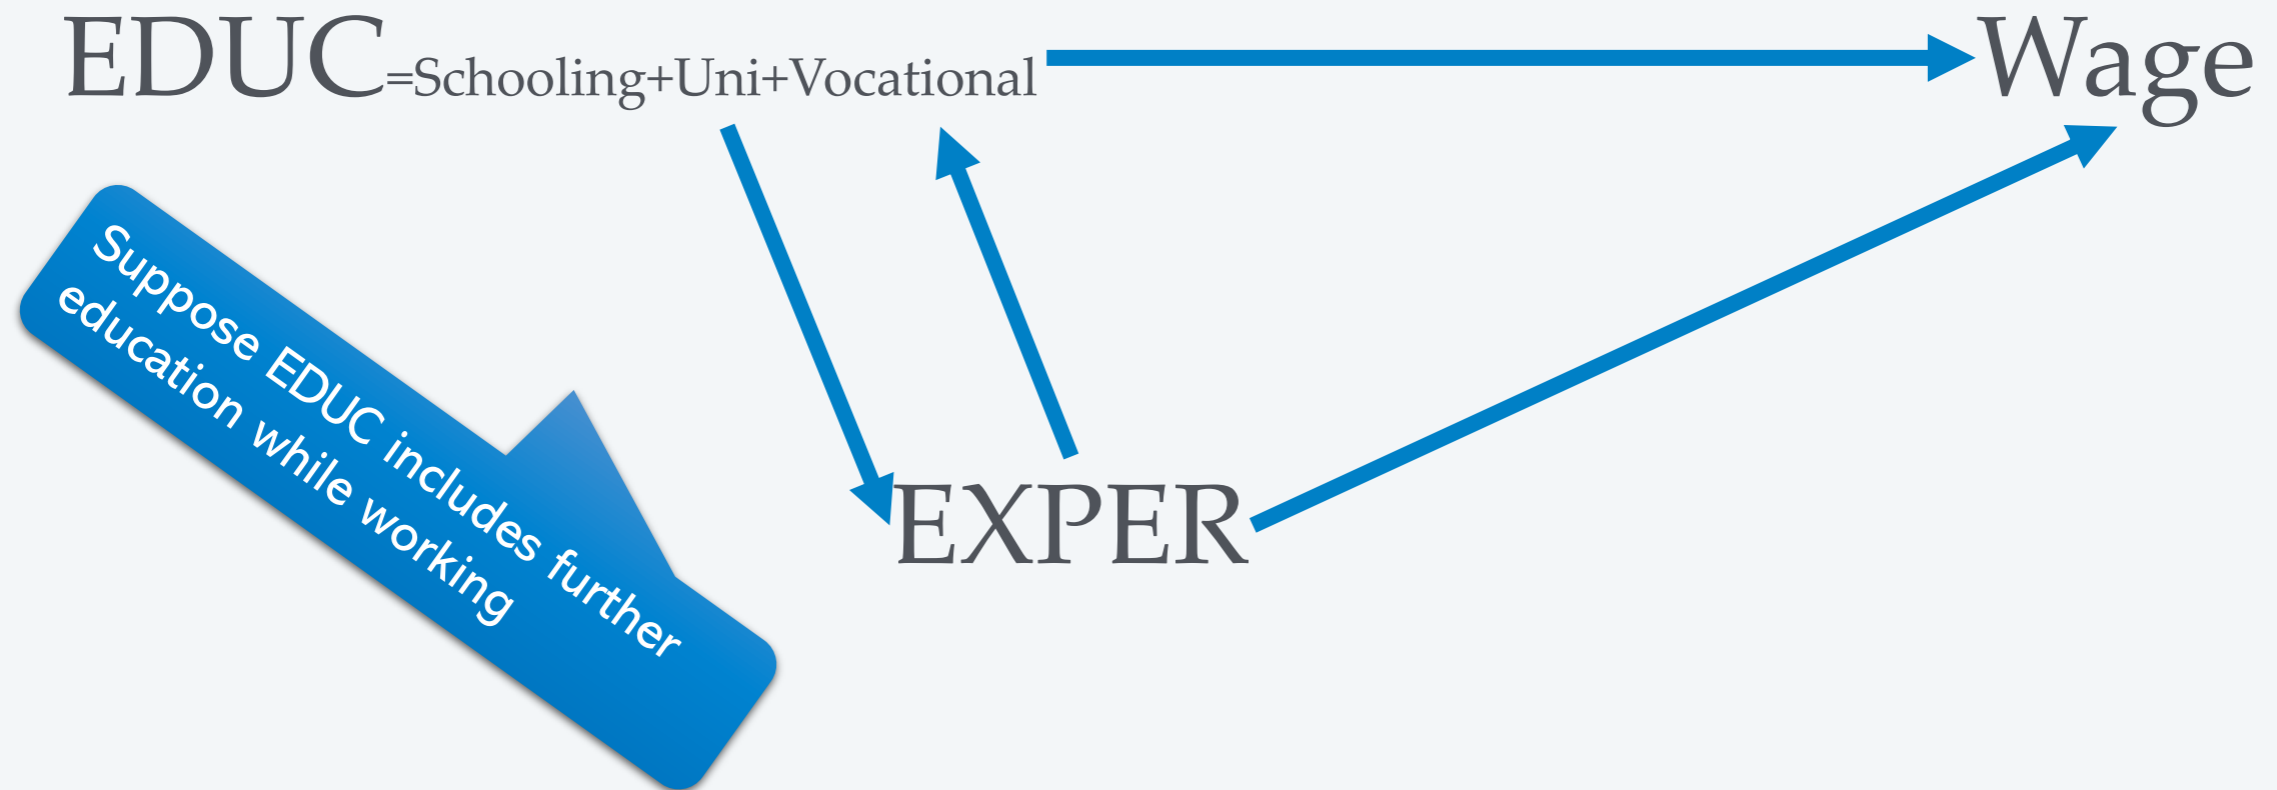 EDUC=Schooling+Uni+Vocational
Wage
Suppose EDUC includes further
education while working
EXPER